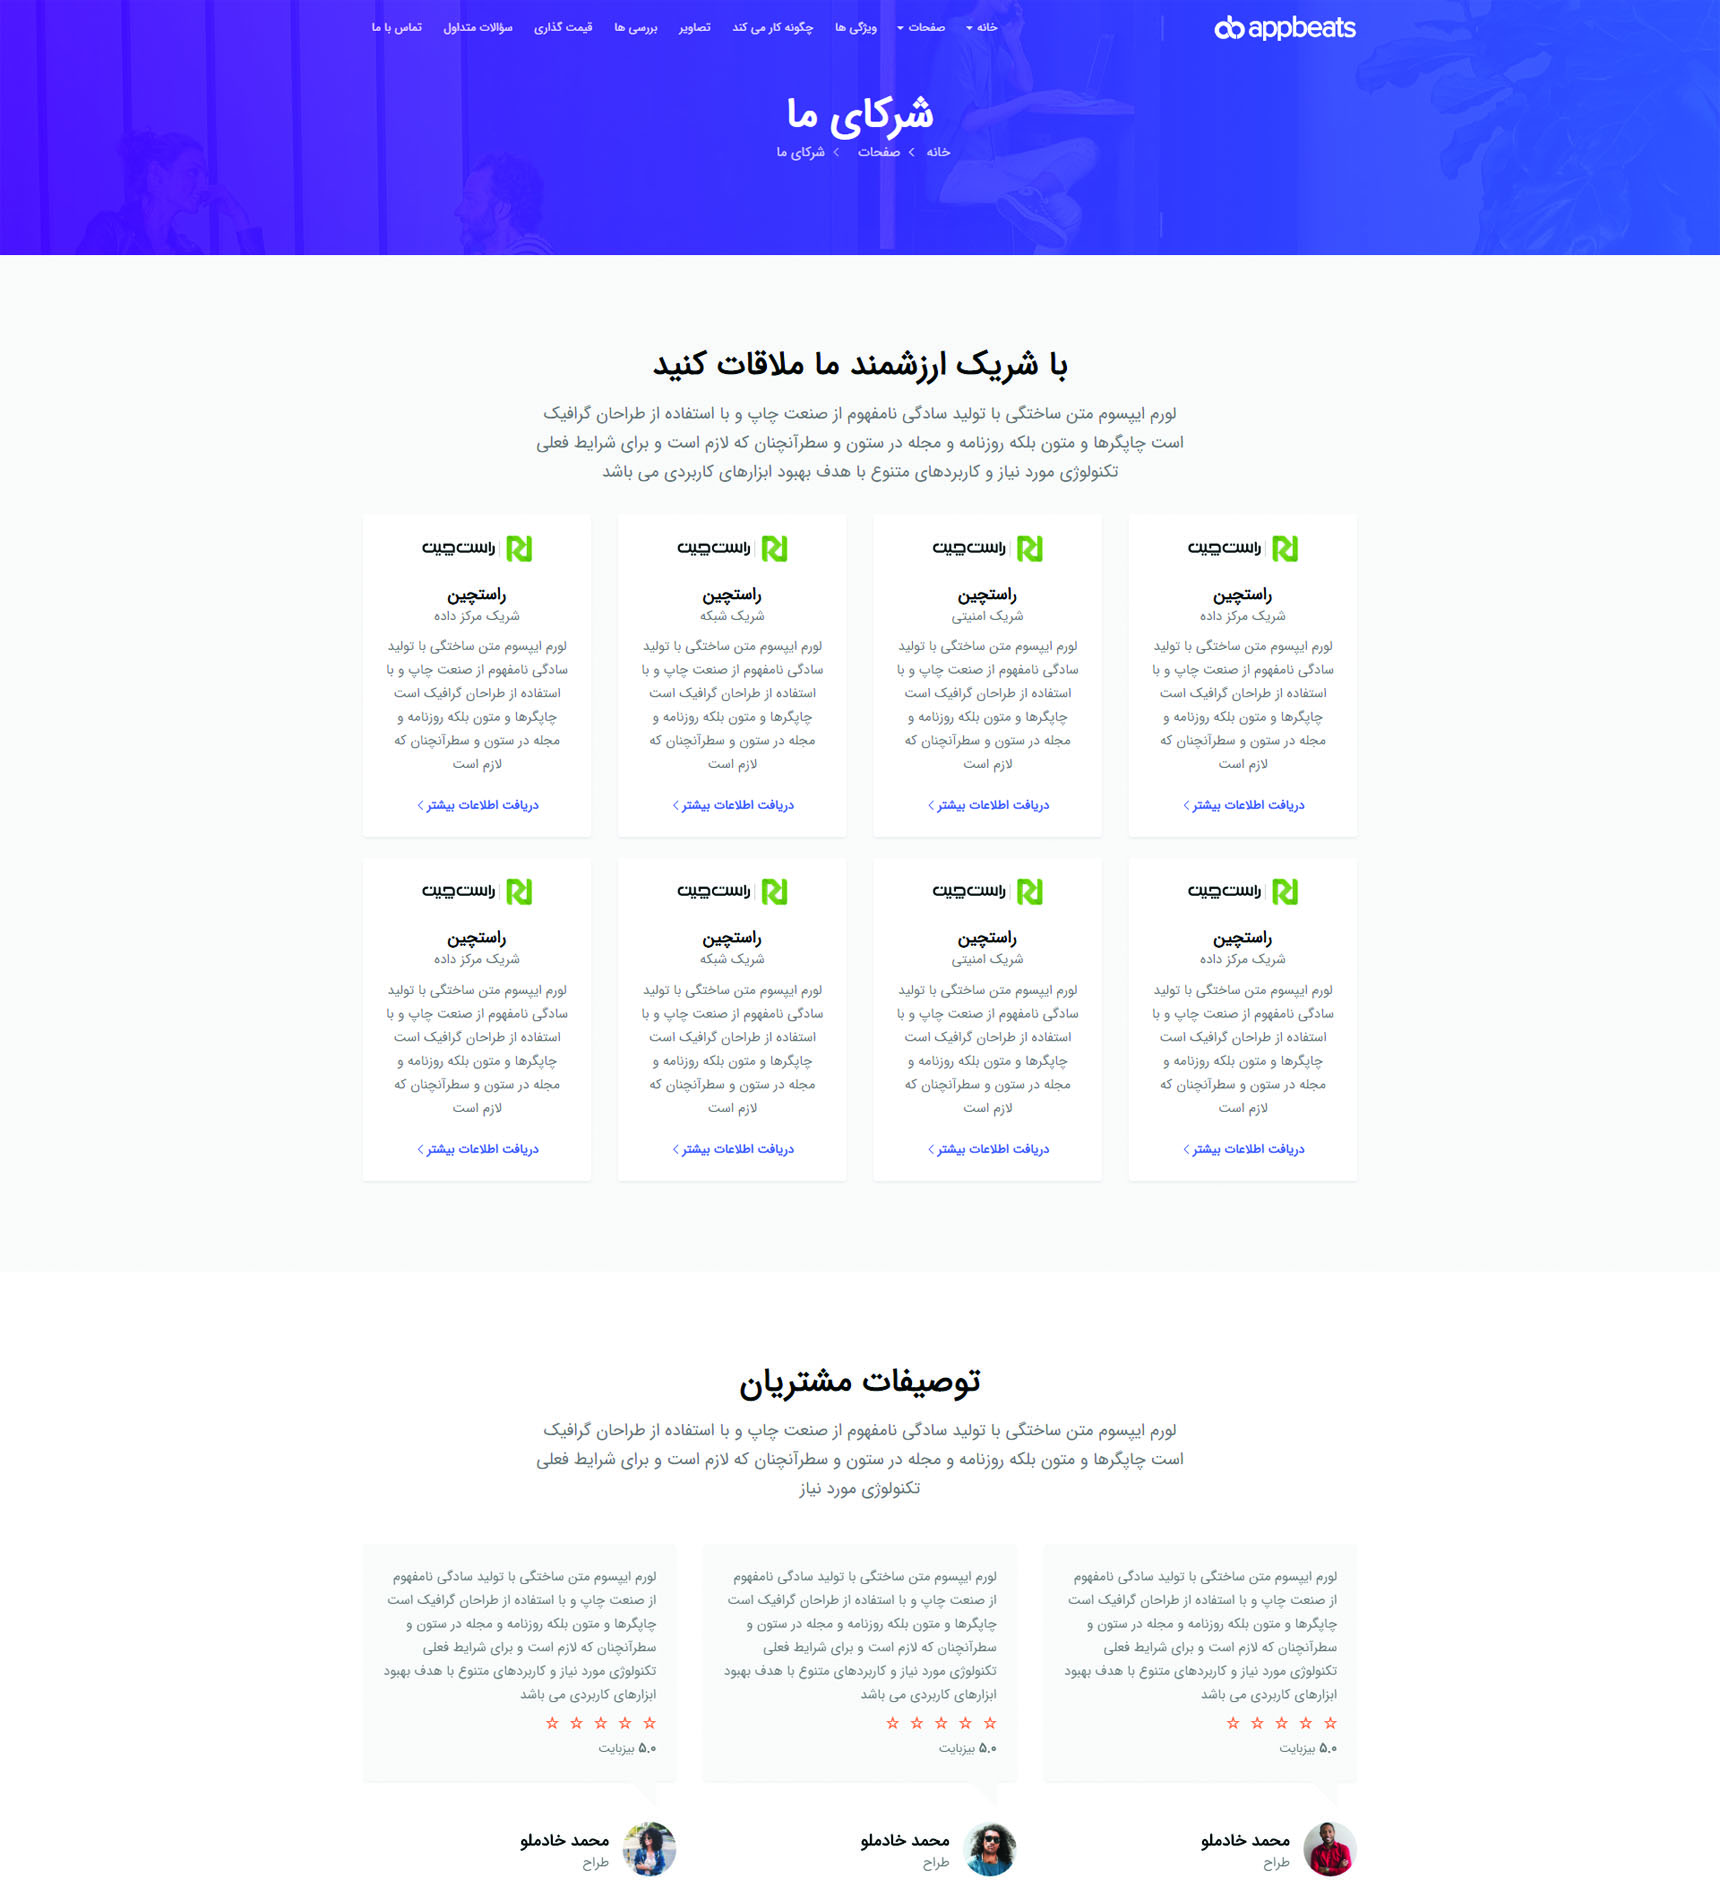 appbeats
خانه
صفحات
ویژگی ها
چگونه کار می کند
تصاویر
بررسی ها
قیمت گذاری
سؤالات متداول
تماس با ما
شرکای ما
خانه > صفحات > شرکای ما
با شریک ارزشمند ما ملاقات کنید
لورم ایپسوم متن ساختگی با تولید سادگی نامفهوم از صنعت چاپ و با استفاده از طراحان گرافیک
است چاپگرها و متون بلکه روزنامه و مجله در ستون و سطرآنچنان که لازم است و برای شرایط فعلی
تکنولوژی مورد نیاز و کاربردهای متنوع با هدف بهبود ابزارهای کاربردی می باشد
راست‌چین
راستچین
شریک مرکز داده
لورم ایپسوم متن ساختگی با تولید
سادگی نامفهوم از صنعت چاپ و با
استفاده از طراحان گرافیک است
چاپگرها و متون بلکه روزنامه و
مجله در ستون و سطرآنچنان که
لازم است
دریافت اطلاعات بیشتر
راست‌چین
راستچین
شریک امنیتی
لورم ایپسوم متن ساختگی با تولید
سادگی نامفهوم از صنعت چاپ و با
استفاده از طراحان گرافیک است
چاپگرها و متون بلکه روزنامه و
مجله در ستون و سطرآنچنان که
لازم است
دریافت اطلاعات بیشتر
راست‌چین
راستچین
شریک شبکه
لورم ایپسوم متن ساختگی با تولید
سادگی نامفهوم از صنعت چاپ و با
استفاده از طراحان گرافیک است
چاپگرها و متون بلکه روزنامه و
مجله در ستون و سطرآنچنان که
لازم است
دریافت اطلاعات بیشتر
راست‌چین
راستچین
شریک مرکز داده
لورم ایپسوم متن ساختگی با تولید
سادگی نامفهوم از صنعت چاپ و با
استفاده از طراحان گرافیک است
چاپگرها و متون بلکه روزنامه و
مجله در ستون و سطرآنچنان که
لازم است
دریافت اطلاعات بیشتر
راست‌چین
راستچین
شریک مرکز داده
لورم ایپسوم متن ساختگی با تولید
سادگی نامفهوم از صنعت چاپ و با
استفاده از طراحان گرافیک است
چاپگرها و متون بلکه روزنامه و
مجله در ستون و سطرآنچنان که
لازم است
دریافت اطلاعات بیشتر
راست‌چین
راستچین
شریک امنیتی
لورم ایپسوم متن ساختگی با تولید
سادگی نامفهوم از صنعت چاپ و با
استفاده از طراحان گرافیک است
چاپگرها و متون بلکه روزنامه و
مجله در ستون و سطرآنچنان که
لازم است
دریافت اطلاعات بیشتر
راست‌چین
راستچین
شریک شبکه
لورم ایپسوم متن ساختگی با تولید
سادگی نامفهوم از صنعت چاپ و با
استفاده از طراحان گرافیک است
چاپگرها و متون بلکه روزنامه و
مجله در ستون و سطرآنچنان که
لازم است
دریافت اطلاعات بیشتر
راست‌چین
راستچین
شریک مرکز داده
لورم ایپسوم متن ساختگی با تولید
سادگی نامفهوم از صنعت چاپ و با
استفاده از طراحان گرافیک است
چاپگرها و متون بلکه روزنامه و
مجله در ستون و سطرآنچنان که
لازم است
دریافت اطلاعات بیشتر
توصیفات مشتریان
لورم ایپسوم متن ساختگی با تولید سادگی نامفهوم از صنعت چاپ و با استفاده از طراحان گرافیک
است چاپگرها و متون بلکه روزنامه و مجله در ستون و سطرآنچنان که لازم است و برای شرایط فعلی
تکنولوژی مورد نیاز
لورم ایپسوم متن ساختگی با تولید سادگی نامفهوم
از صنعت چاپ و با استفاده از طراحان گرافیک است
چاپگرها و متون بلکه روزنامه و مجله در ستون و
سطرآنچنان که لازم است و برای شرایط فعلی
تکنولوژی مورد نیاز و کاربردهای متنوع با هدف بهبود
ابزارهای کاربردی می باشد
۵.۰ بیزبایت
محمد خادملو
طراح
لورم ایپسوم متن ساختگی با تولید سادگی نامفهوم
از صنعت چاپ و با استفاده از طراحان گرافیک است
چاپگرها و متون بلکه روزنامه و مجله در ستون و
سطرآنچنان که لازم است و برای شرایط فعلی
تکنولوژی مورد نیاز و کاربردهای متنوع با هدف بهبود
ابزارهای کاربردی می باشد
۵.۰ بیزبایت
محمد خادملو
طراح
لورم ایپسوم متن ساختگی با تولید سادگی نامفهوم
از صنعت چاپ و با استفاده از طراحان گرافیک است
چاپگرها و متون بلکه روزنامه و مجله در ستون و
سطرآنچنان که لازم است و برای شرایط فعلی
تکنولوژی مورد نیاز و کاربردهای متنوع با هدف بهبود
ابزارهای کاربردی می باشد
۵.۰ بیزبایت
محمد خادملو
طراح